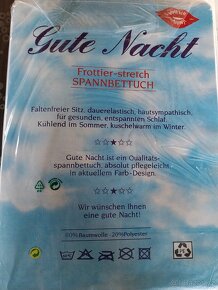 Gute Nacht
Frottier-stretch
SPANNBETTUCH
Faltenfreier Sitz, dauerelastisch, hautsympathisch,
für gesunden, entspannten Schlaf.
Kühlend im Sommer, kuschelwarm im Winter.
Gute Nacht ist ein Qualitäts-
spannbettuch, absolut pflegeleicht,
in aktuellem Farb-Design.
Wir wünschen Ihnen
eine gute Nacht!
80% Baumwolle · 20% Polyester